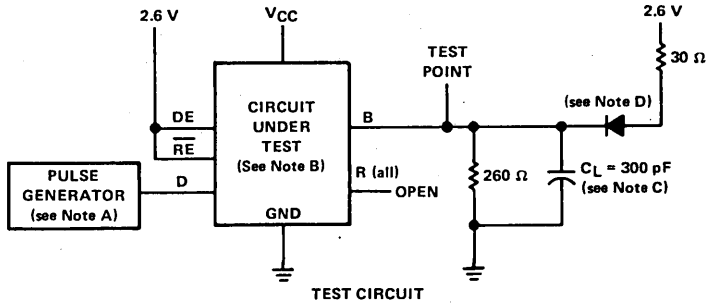 2.6 V
VCC
2.6 V
30 Ω
TEST
POINT
(see Note D)
DE
RE
CIRCUIT
UNDER
TEST
(See Note B)
B
PULSE
GENERATOR
(see Note A)
D
R (all)
OPEN
260 Ω
CL = 300 pF
(see Note C)
GND
TEST CIRCUIT